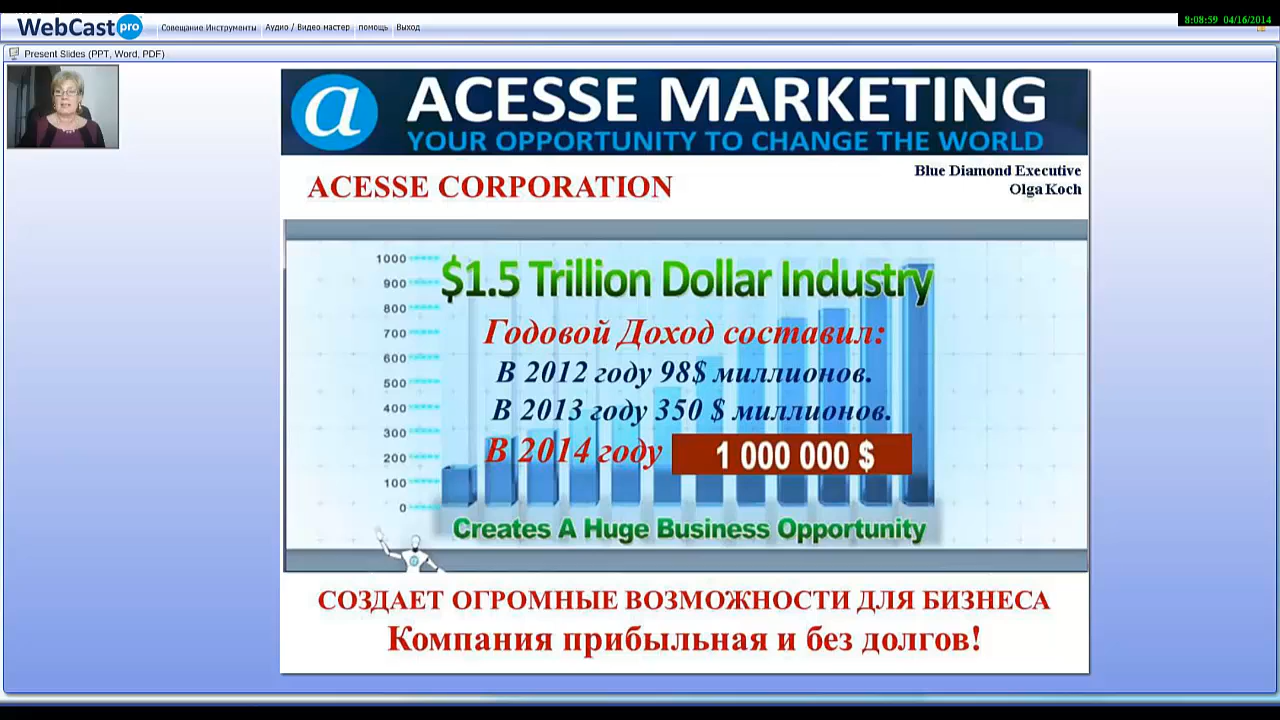 8:08:59 04/16/2014
WebCast pro
Совещание Инструменты Аудио / Видео мастер помощь Выход
Present Slides (PPT, Word, PDF)
a ACESSE MARKETING
YOUR OPPORTUNITY TO CHANGE THE WORLD
Blue Diamond Executive
Olga Koch
ACESSE CORPORATION
1000
$1.5 Trillion Dollar Industry
900
800
700
Годовой Доход составил:
600
В 2012 году 98$ миллионов.
500
400
В 2013 году 350 $ миллионов.
300
200
В 2014 году 1 000 000 $
100
0
Creates A Huge Business Opportunity
СОЗДАЕТ ОГРОМНЫЕ ВОЗМОЖНОСТИ ДЛЯ БИЗНЕСА
Компания прибыльная и без долгов!